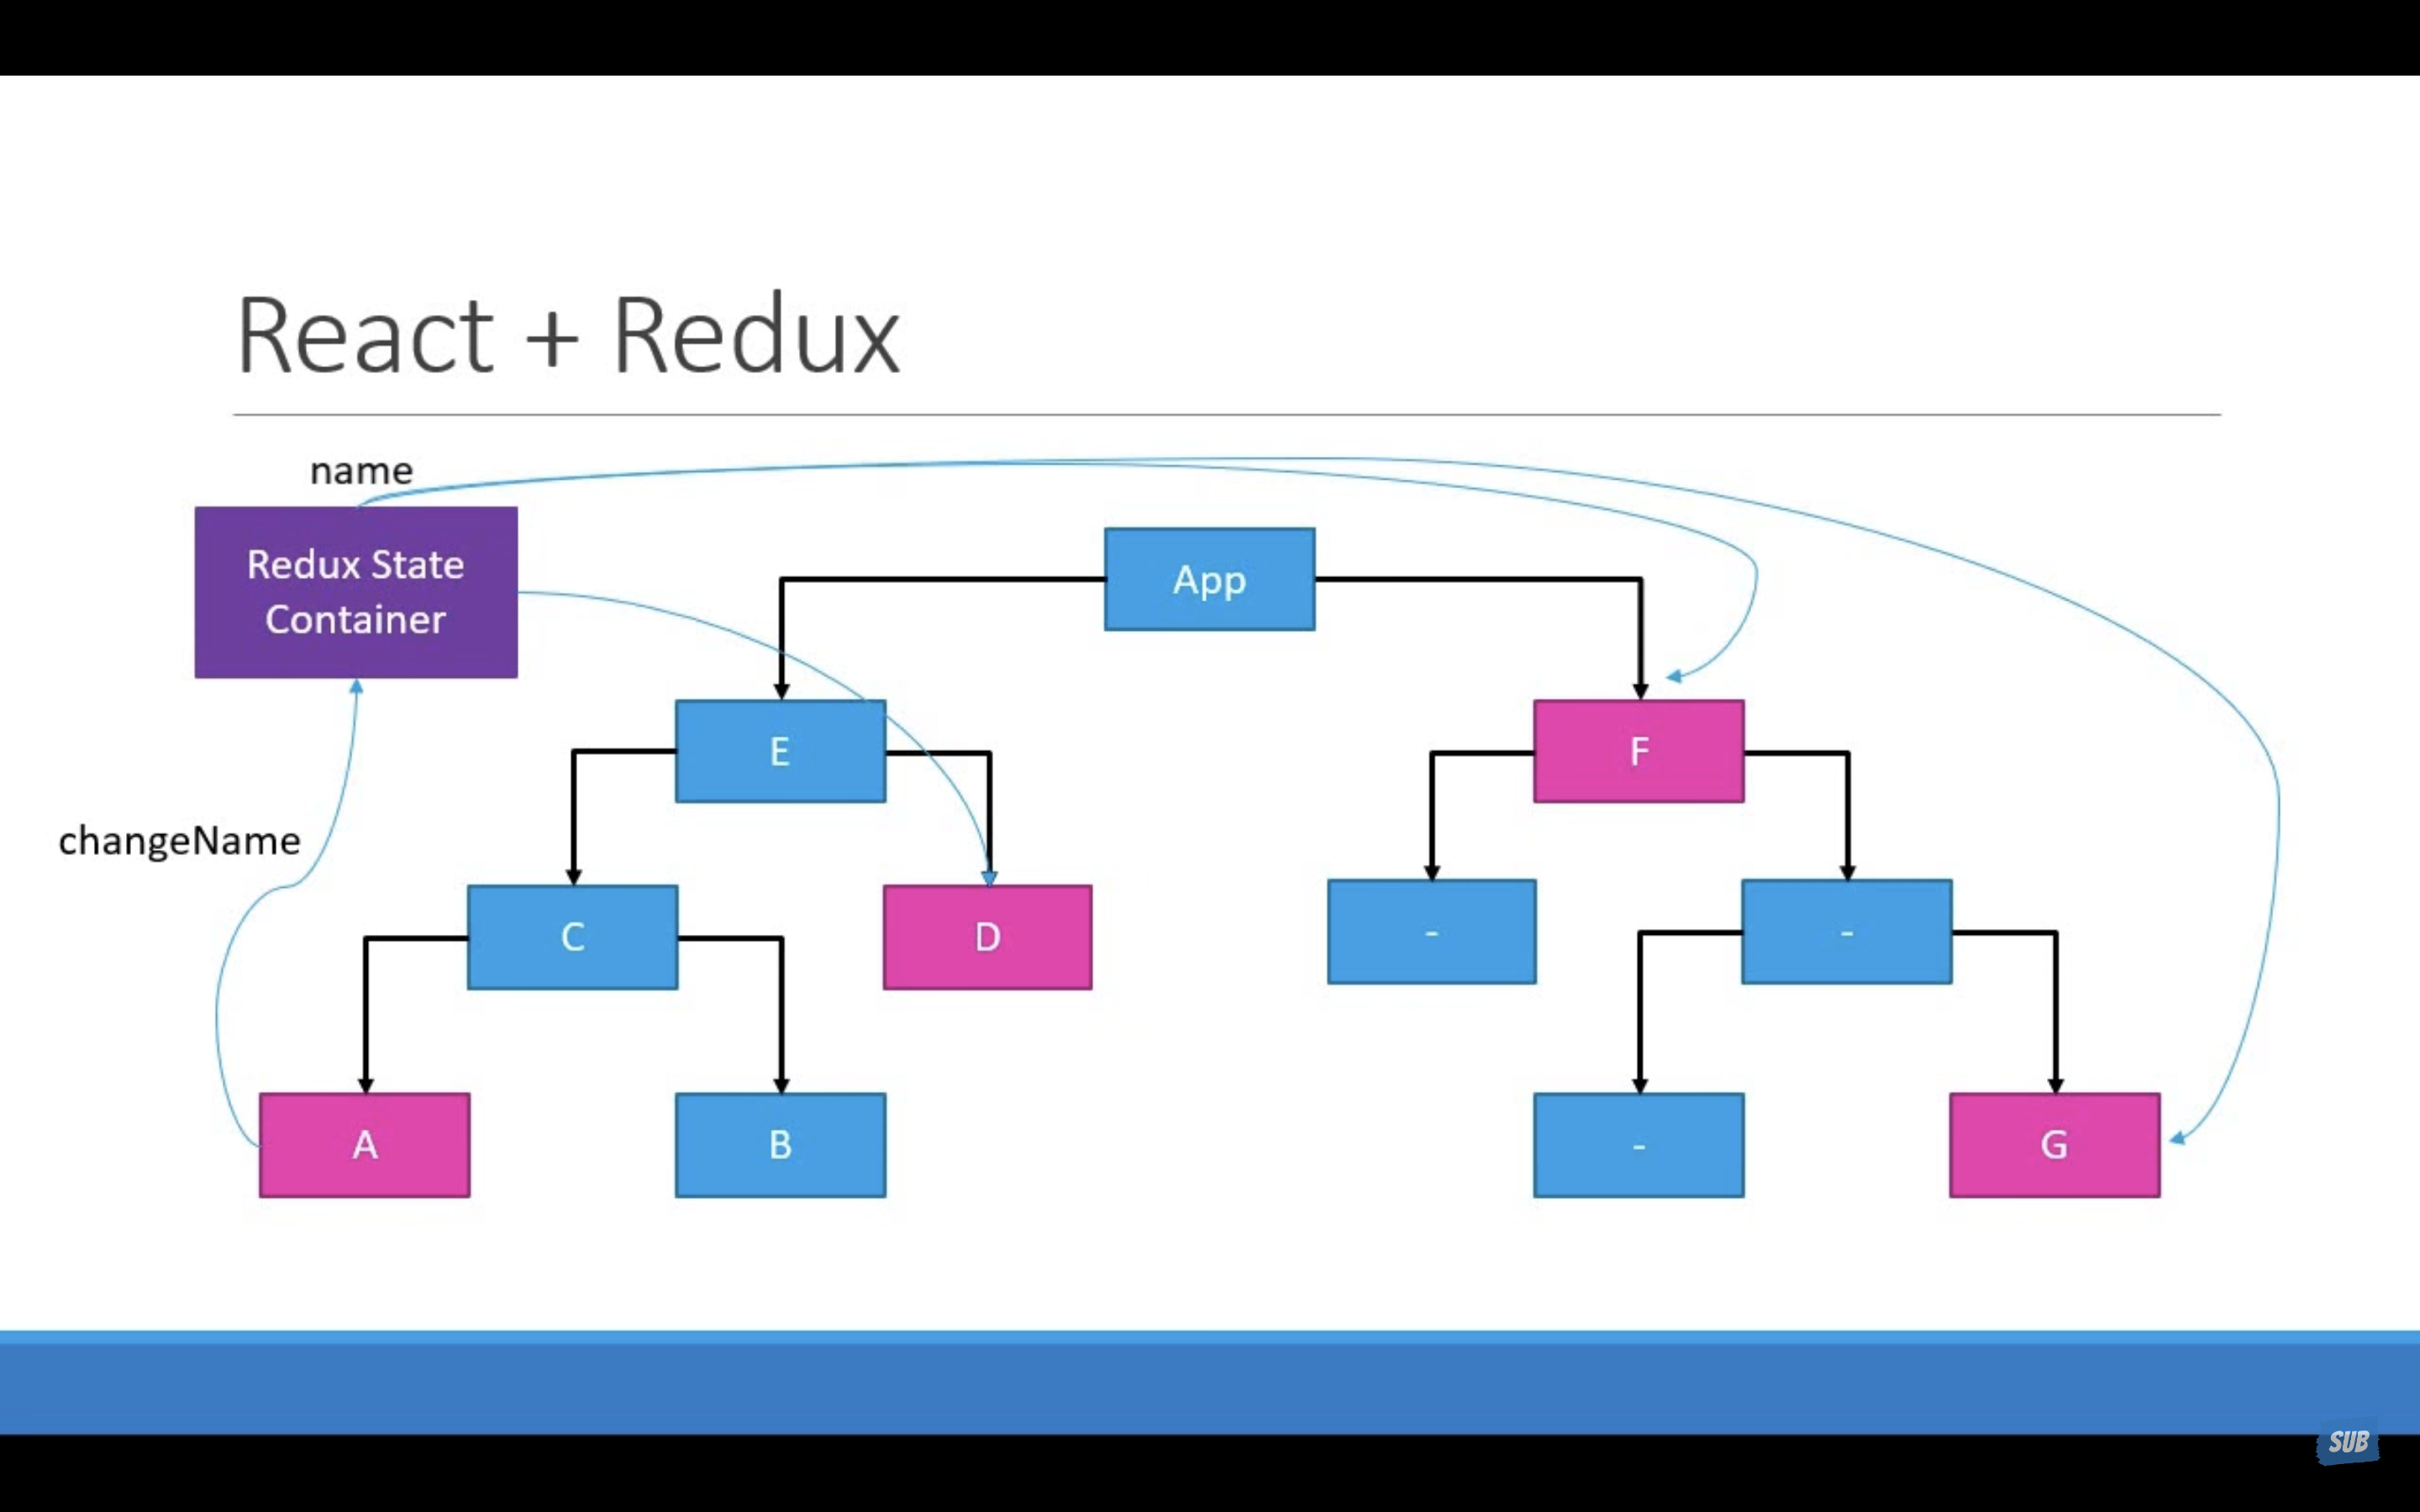 React + Redux
name
Redux State
Container
App
E
F
changeName
C
D
-
-
A
B
-
G
SUB